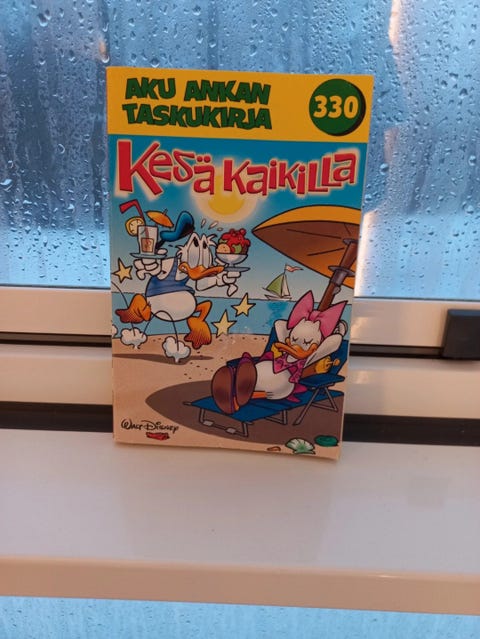 AKU ANKAN
TASKUKIRJA
330
Kesä kaikilla
WALT DISNEY